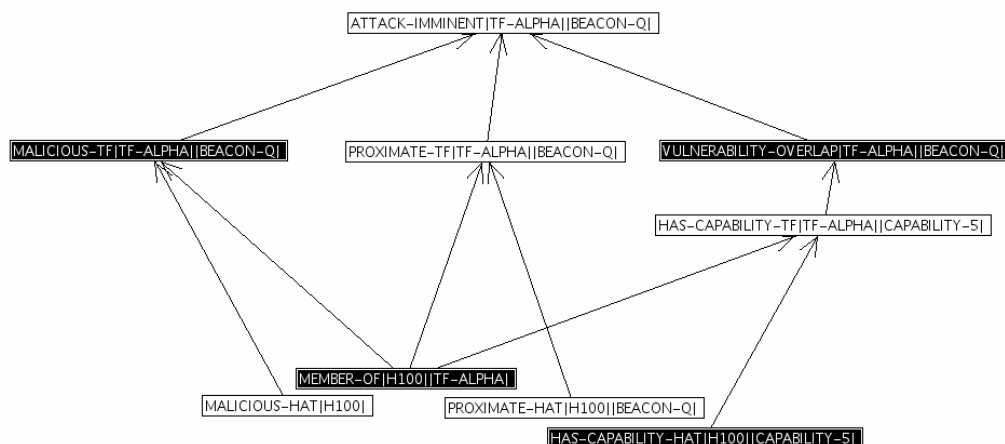 ATTACK-IMMINENT|TF-ALPHA||BEACON-Q|
MALICIOUS-TF|TF-ALPHA||BEACON-Q|
PROXIMATE-TF|TF-ALPHA||BEACON-Q|
VULNERABILITY-OVERLAP|TF-ALPHA||BEACON-Q|
HAS-CAPABILITY-TF|TF-ALPHA||CAPABILITY-5|
MEMBER-OF|H100||TF-ALPHA|
MALICIOUS-HAT|H100|
PROXIMATE-HAT|H100||BEACON-Q|
HAS-CAPABILITY-HAT|H100||CAPABILITY-5|